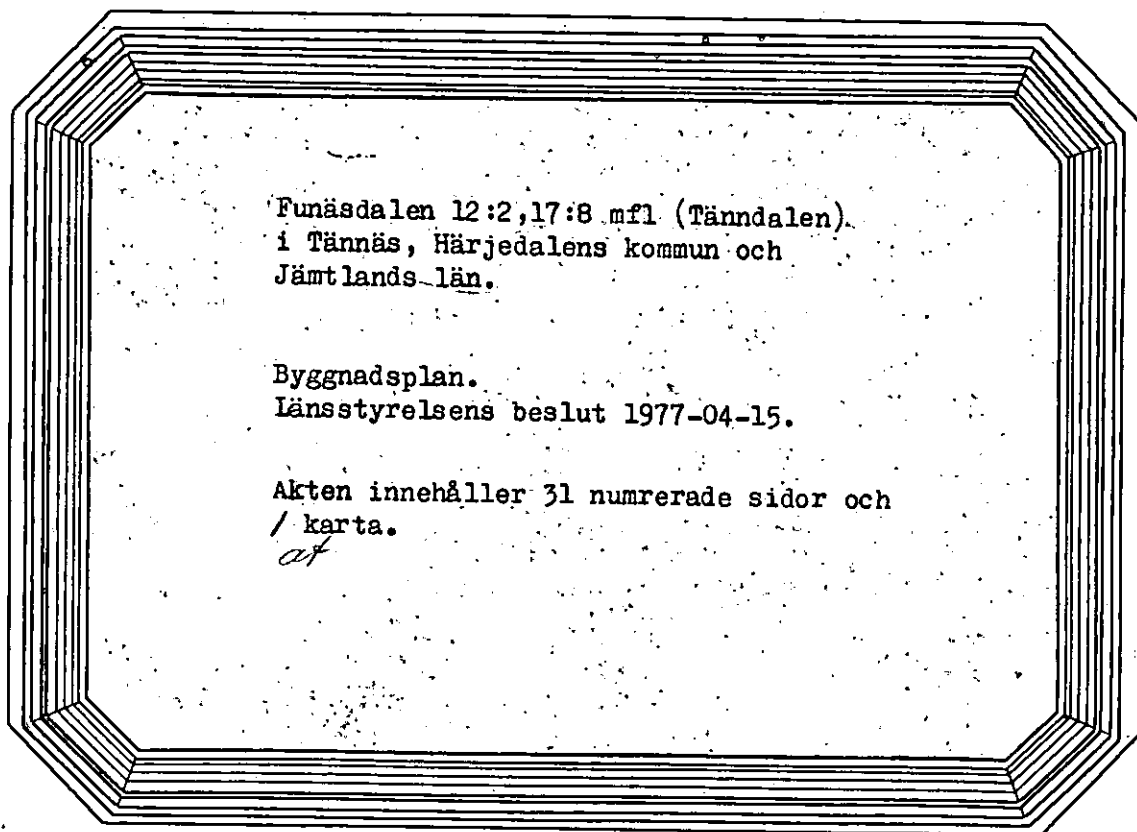 Funäsdalen 12:2,17:8 mfl (Tänndalen)
i Tännäs, Härjedalens kommun och
Jämtlands län.
Byggnadsplan.
Länsstyrelsens beslut 1977-04-15.
Akten innehåller 31 numrerade sidor och
/ karta.